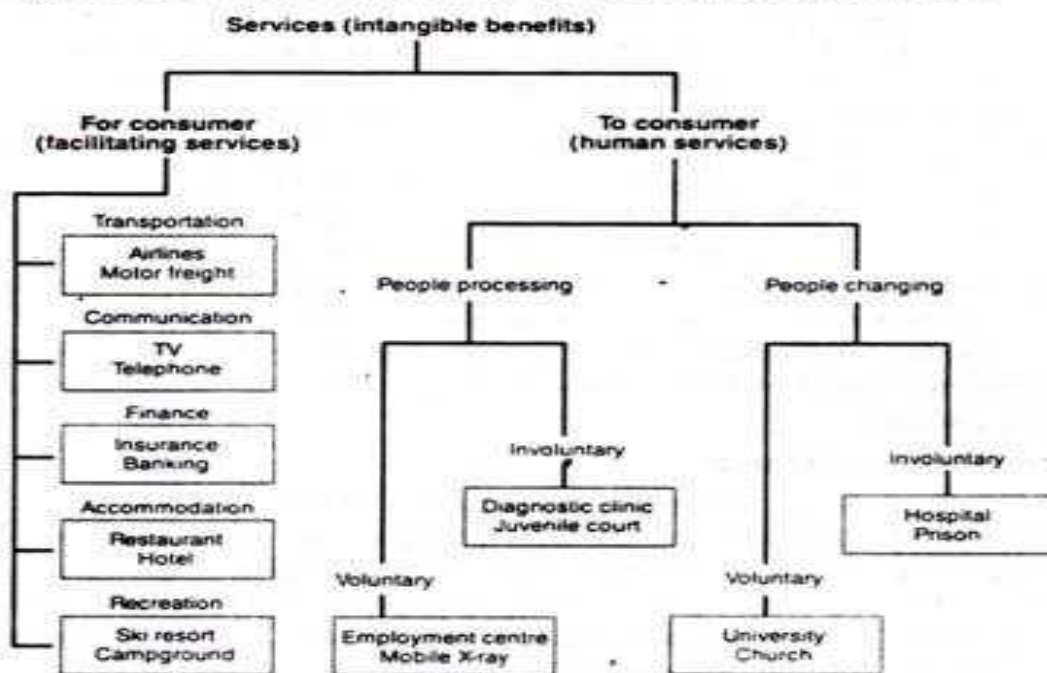 Services (intangible benefits)
For consumer
(facilitating services)
To consumer
(human services)
Transportation
Airlines
Motor freight
Communication
TV
Telephone
Finance
Insurance
Banking
Accommodation
Restaurant
Hotel
Recreation
Ski resort
Campground
People processing
People changing
Involuntary
Diagnostic clinic
Juvenile court
Voluntary
Employment centre
Mobile X-ray
Involuntary
Hospital
Prison
Voluntary
University
Church